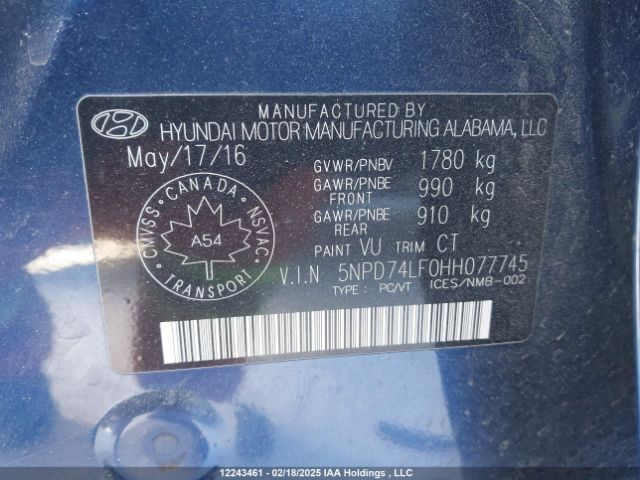 MANUFACTURED BY
HYUNDAI MOTOR MANUFACTURING ALABAMA, LLC
May/17/16
GVWR/PNBV 1780 kg
GAWR/PNBE FRONT 990 kg
GAWR/PNBE REAR 910 kg
PAINT VU TRIM CT
V.I.N 5NPD74LF0HH077745
TYPE : PC/VT ICES/NMB-002
CANADA
CMVSS
NSVAC
A54
TRANSPORT
12243461 - 02/18/2025 IAA Holdings , LLC